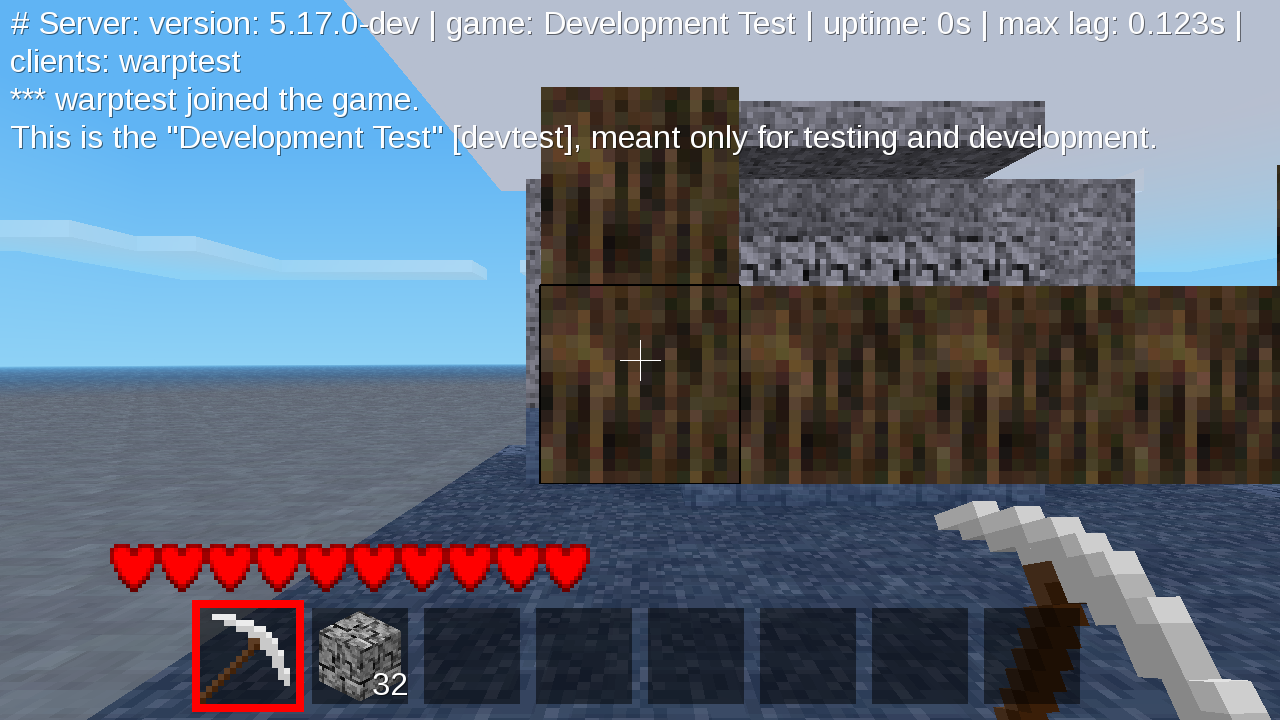 # Server: version: 5.17.0-dev | game: Development Test | uptime: 0s | max lag: 0.123s |
clients: warptest
*** warptest joined the game.
This is the "Development Test" [devtest], meant only for testing and development.
32